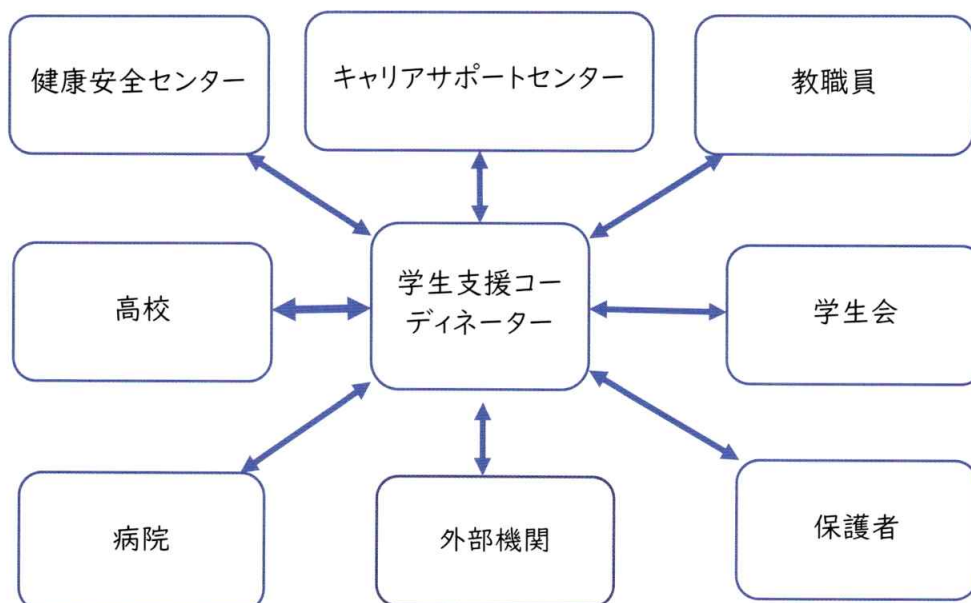 健康安全センター
キャリアサポートセンター
教職員
高校
学生支援コー
ディネーター
学生会
病院
外部機関
保護者